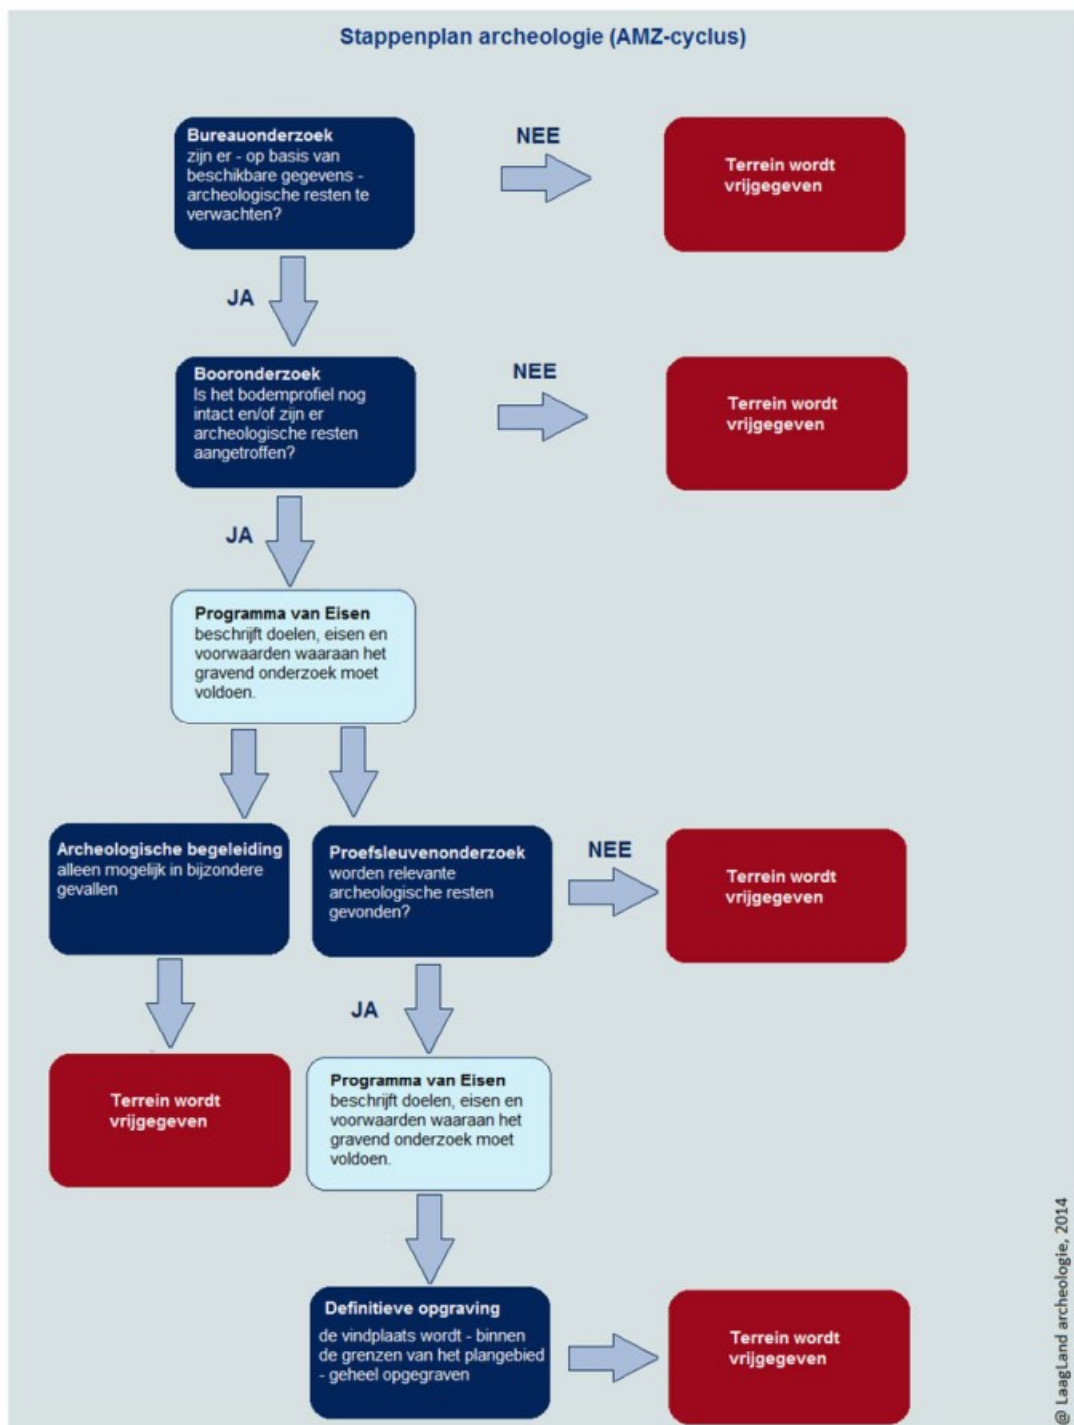 Stappenplan archeologie (AMZ-cyclus)
Bureauonderzoek
zijn er - op basis van
beschikbare gegevens -
archeologische resten te
verwachten?
NEE
Terrein wordt
vrijgegeven
JA
Booronderzoek
Is het bodemprofiel nog
intact en/of zijn er
archeologische resten
aangetroffen?
NEE
Terrein wordt
vrijgegeven
JA
Programma van Eisen
beschrijft doelen, eisen en
voorwaarden waaraan het
gravend onderzoek moet
voldoen.
Archeologische begeleiding
alleen mogelijk in bijzondere
gevallen
Proefsleuvenonderzoek
worden relevante
archeologische resten
gevonden?
NEE
Terrein wordt
vrijgegeven
JA
Terrein wordt
vrijgegeven
Programma van Eisen
beschrijft doelen, eisen en
voorwaarden waaraan het
gravend onderzoek moet
voldoen.
Definitieve opgraving
de vindplaats wordt - binnen
de grenzen van het plangebied
- geheel opgegraven
Terrein wordt
vrijgegeven
@ LaagLand archeologie, 2014